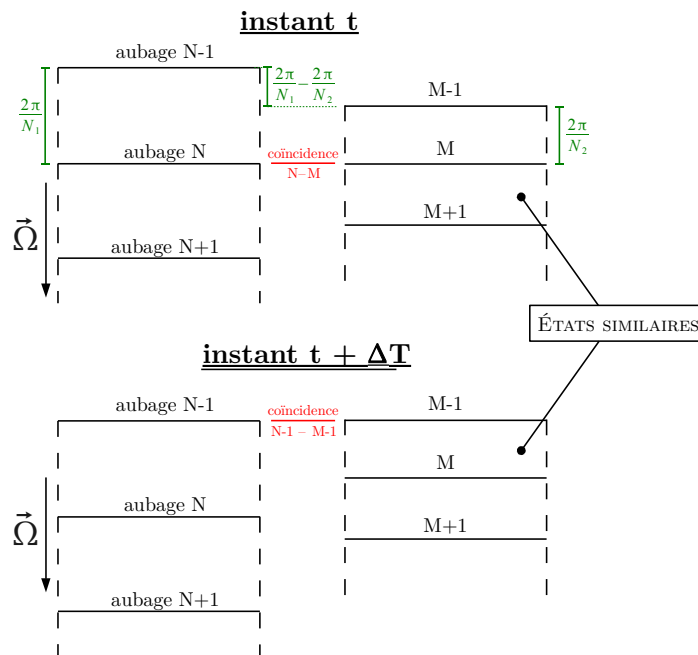 instant t
aubage N-1
2π/N₁
2π/N₁ − 2π/N₂
M-1
2π/N₂
aubage N
coïncidence
N–M
M
M+1
Ω⃗
aubage N+1
ÉTATS SIMILAIRES
instant t + ΔT
aubage N-1
coïncidence
N-1 – M-1
M-1
M
aubage N
Ω⃗
M+1
aubage N+1